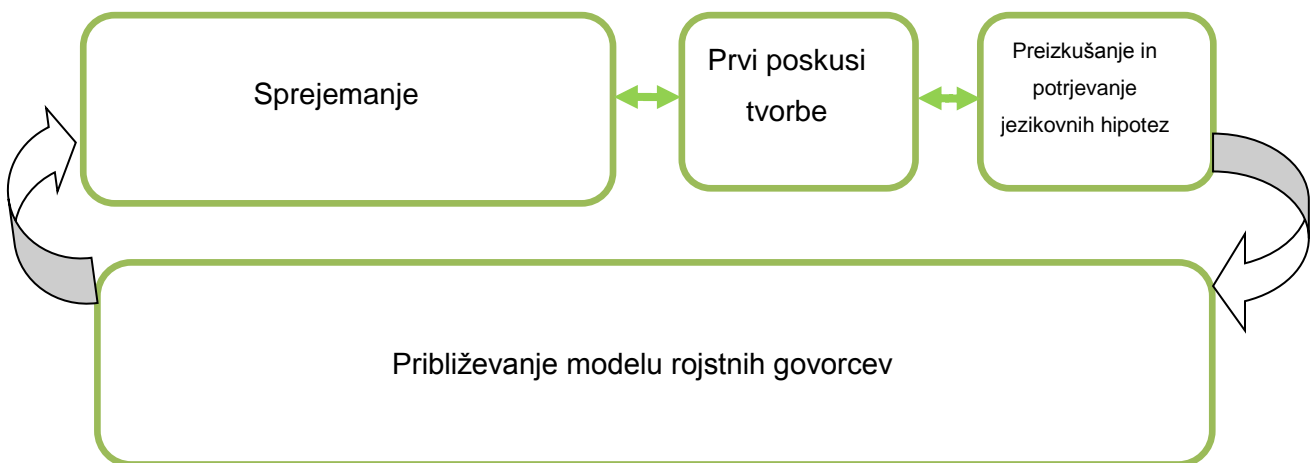 Sprejemanje
Prvi poskusi
tvorbe
Preizkušanje in
potrjevanje
jezikovnih hipotez
Približevanje modelu rojstnih govorcev